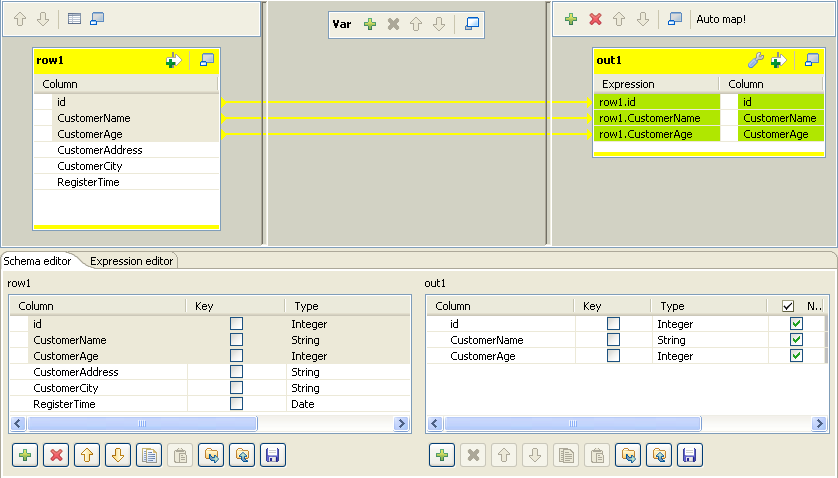 Var
Auto map!
row1
Column
id
CustomerName
CustomerAge
CustomerAddress
CustomerCity
RegisterTime
out1
Expression Column
row1.id id
row1.CustomerName CustomerName
row1.CustomerAge CustomerAge
Schema editor Expression editor
row1
Column Key Type
id Integer
CustomerName String
CustomerAge Integer
CustomerAddress String
CustomerCity String
RegisterTime Date
out1
Column Key Type N..
id Integer
CustomerName String
CustomerAge Integer